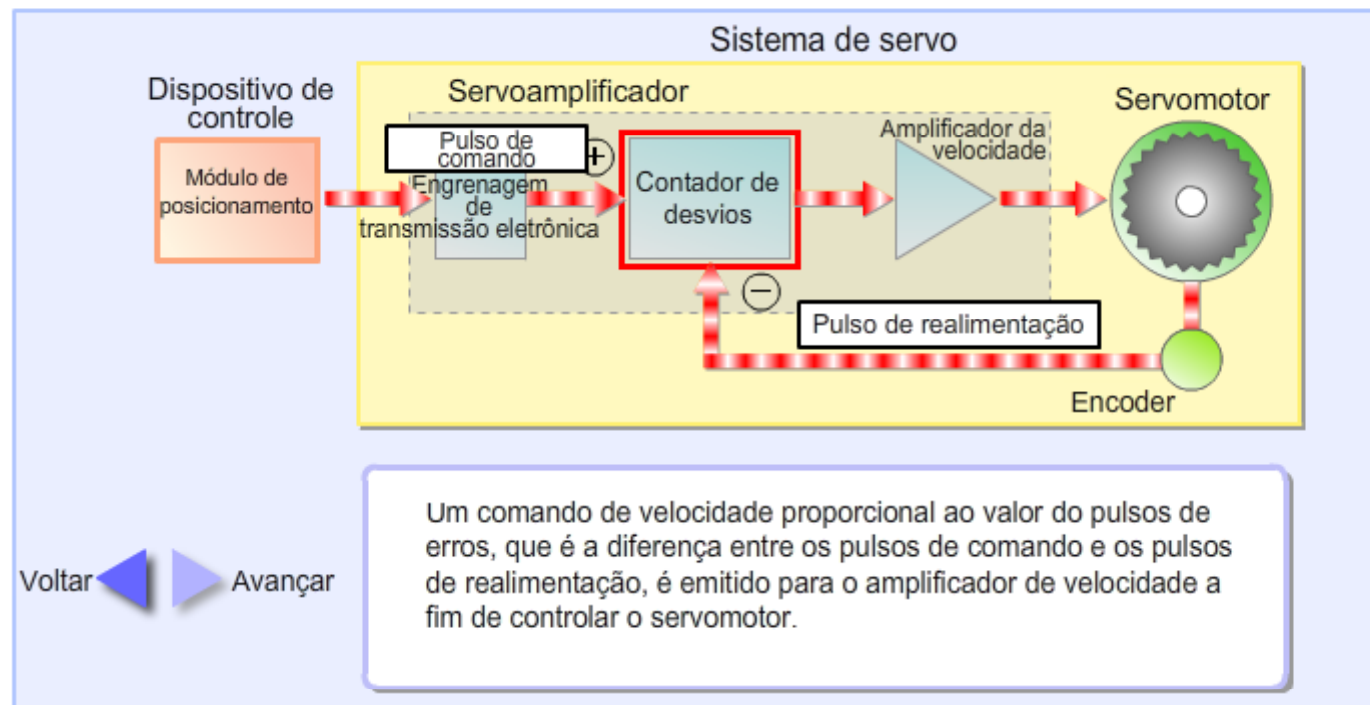 Sistema de servo
Dispositivo de
controle
Servoamplificador
Servomotor
Pulso de
comando
Amplificador da
velocidade
Módulo de
posicionamento
Engrenagem
de
transmissão eletrônica
Contador de
desvios
Pulso de realimentação
Encoder
Um comando de velocidade proporcional ao valor do pulsos de
erros, que é a diferença entre os pulsos de comando e os pulsos
de realimentação, é emitido para o amplificador de velocidade a
fim de controlar o servomotor.
Voltar
Avançar